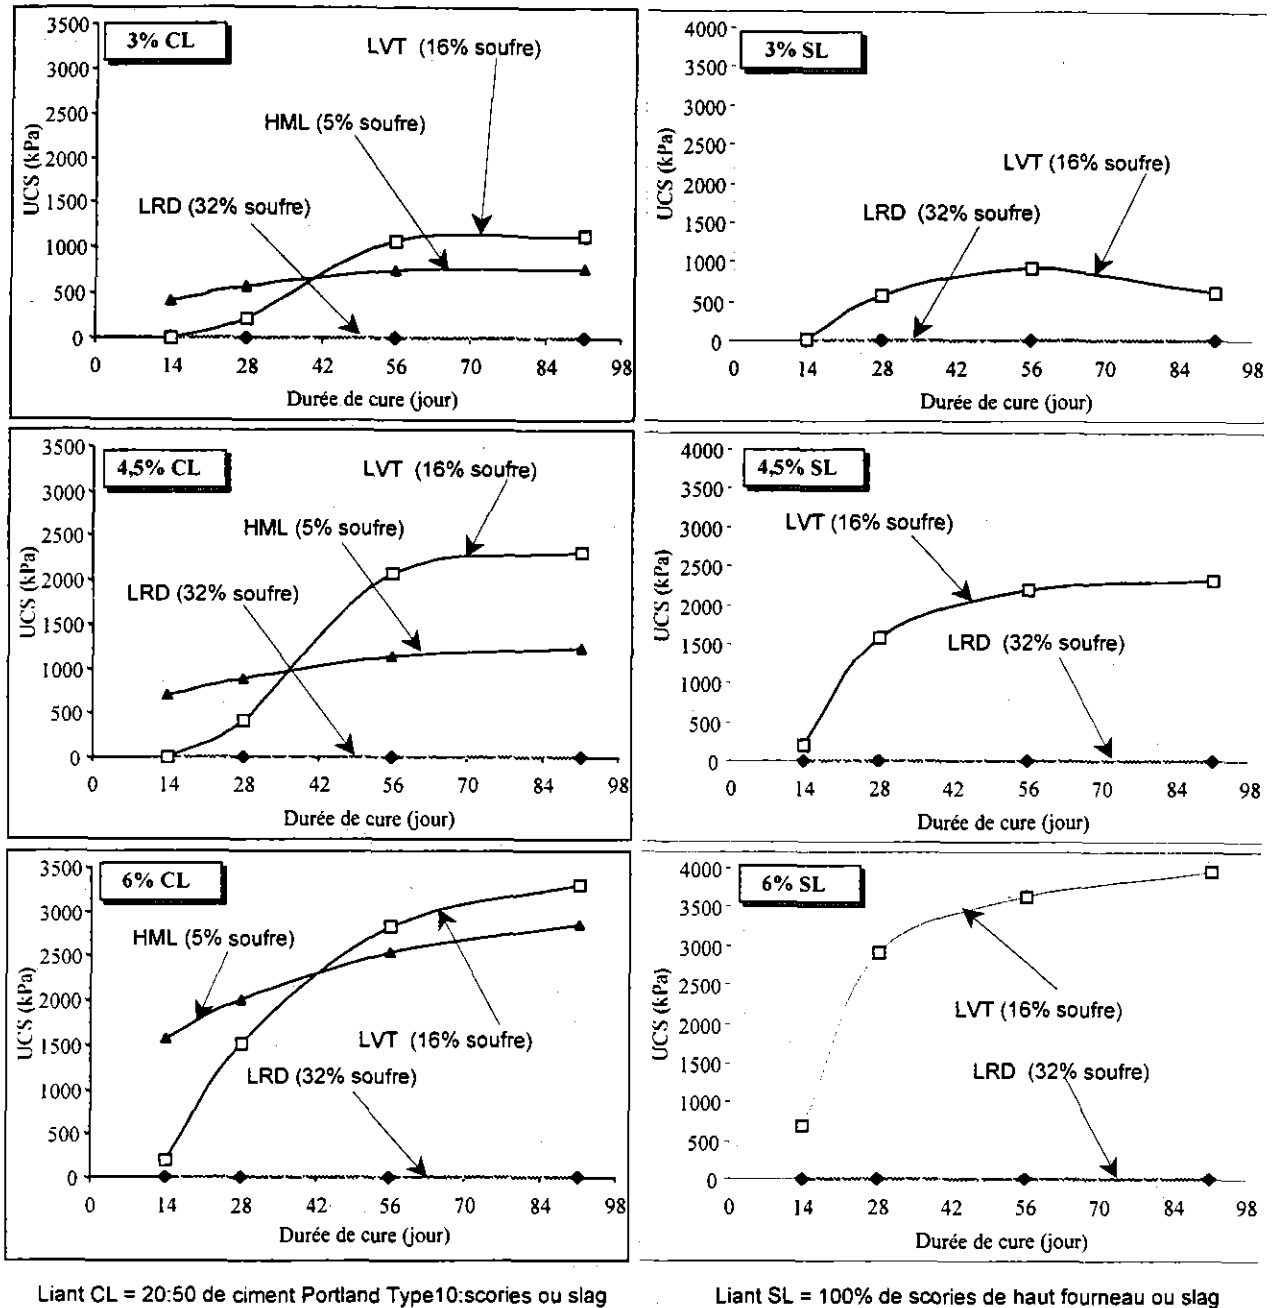 3% CL
LVT (16% soufre)
HML (5% soufre)
LRD (32% soufre)
UCS (kPa)
3500
3000
2500
2000
1500
1000
500
0
0 14 28 42 56 70 84 98
Durée de cure (jour)
3% SL
LVT (16% soufre)
LRD (32% soufre)
UCS (kPa)
4000
3500
3000
2500
2000
1500
1000
500
0
0 14 28 42 56 70 84 98
Durée de cure (jour)
4,5% CL
LVT (16% soufre)
HML (5% soufre)
LRD (32% soufre)
UCS (kPa)
3500
3000
2500
2000
1500
1000
500
0
0 14 28 42 56 70 84 98
Durée de cure (jour)
4,5% SL
LVT (16% soufre)
LRD (32% soufre)
UCS (kPa)
4000
3500
3000
2500
2000
1500
1000
500
0
0 14 28 42 56 70 84 98
Durée de cure (jour)
6% CL
HML (5% soufre)
LVT (16% soufre)
LRD (32% soufre)
UCS (kPa)
3500
3000
2500
2000
1500
1000
500
0
0 14 28 42 56 70 84 98
Durée de cure (jour)
6% SL
LVT (16% soufre)
LRD (32% soufre)
UCS (kPa)
4000
3500
3000
2500
2000
1500
1000
500
0
0 14 28 42 56 70 84 98
Durée de cure (jour)
Liant CL = 20:50 de ciment Portland Type10:scories ou slag
Liant SL = 100% de scories de haut fourneau ou slag